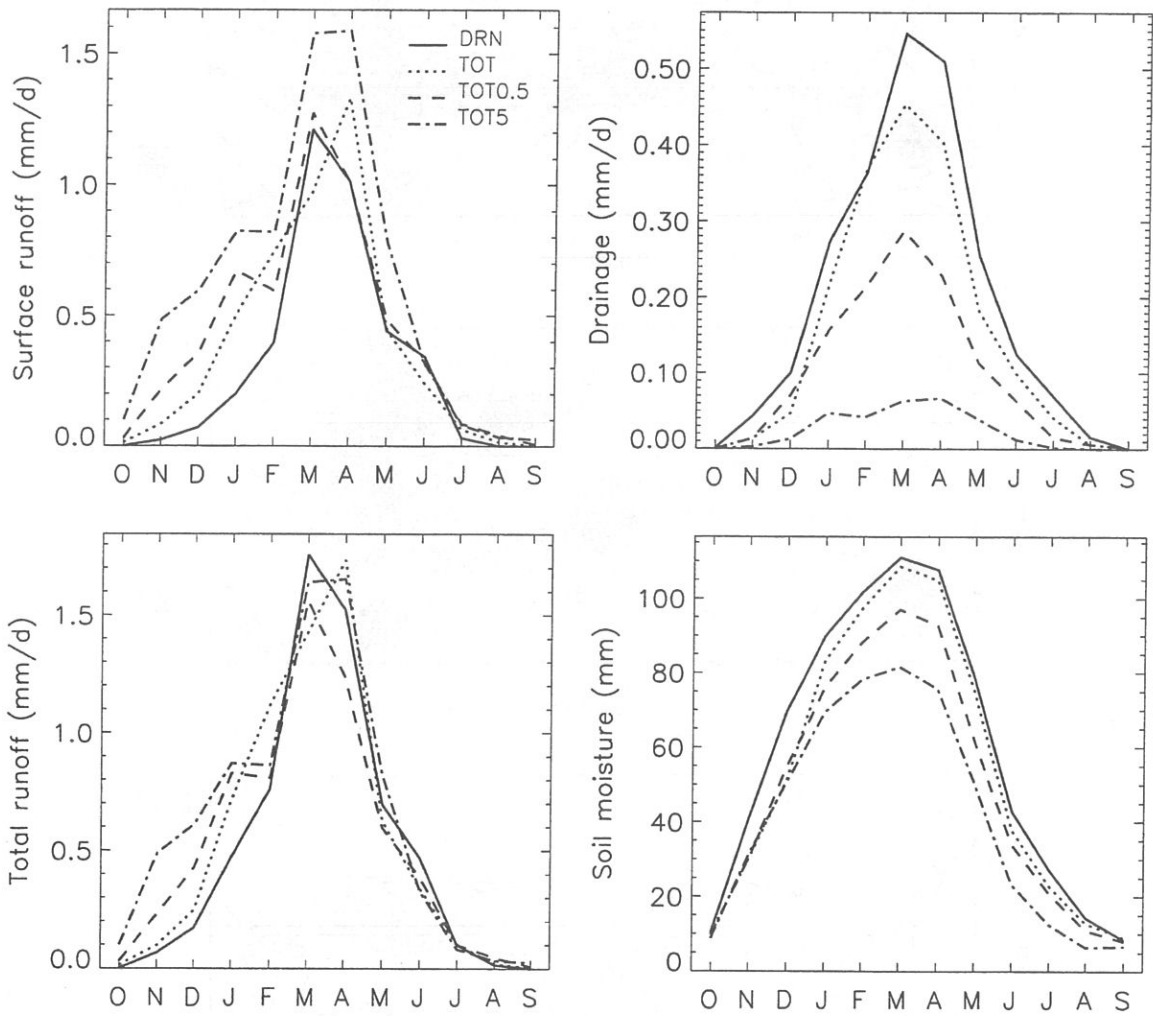 Surface runoff (mm/d)
1.5
1.0
0.5
0.0
DRN
TOT
TOT0.5
TOT5
O N D J F M A M J J A S
Drainage (mm/d)
0.50
0.40
0.30
0.20
0.10
0.00
O N D J F M A M J J A S
Total runoff (mm/d)
1.5
1.0
0.5
0.0
O N D J F M A M J J A S
Soil moisture (mm)
100
80
60
40
20
0
O N D J F M A M J J A S